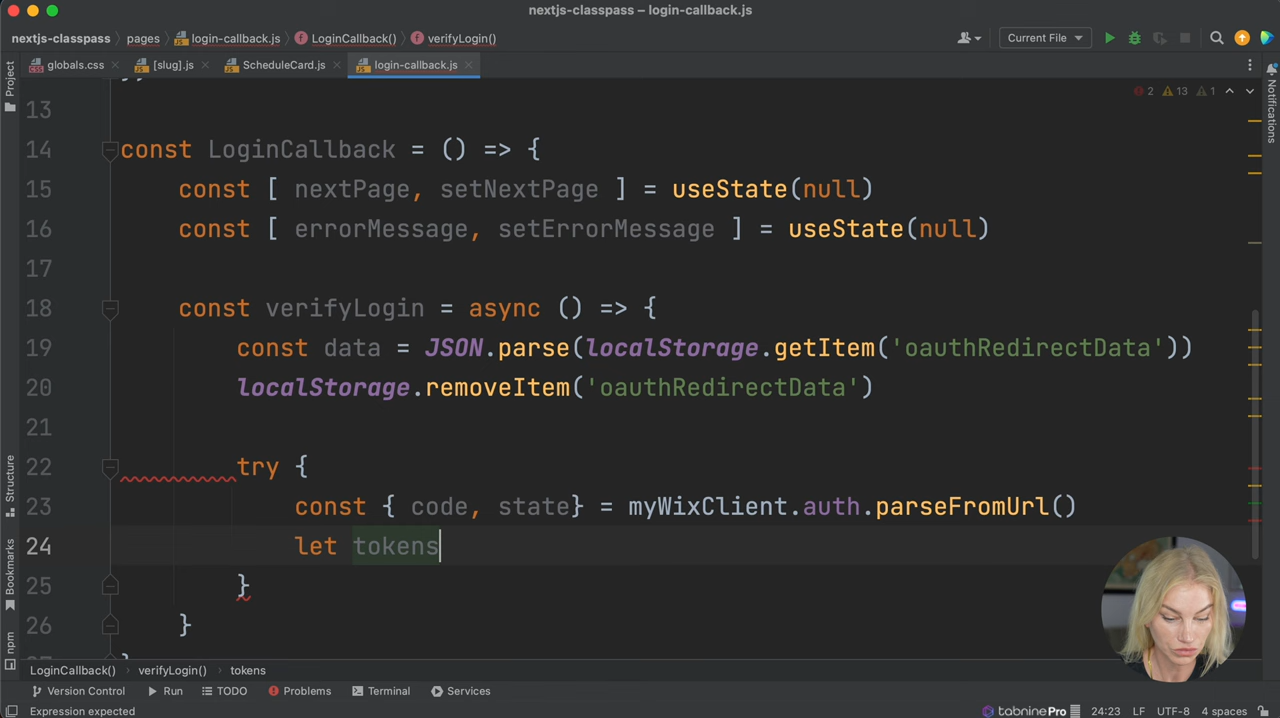 nextjs-classpass – login-callback.js
nextjs-classpass pages login-callback.js LoginCallback() verifyLogin() Current File
globals.css [slug].js ScheduleCard.js login-callback.js
Project
Notifications
2 13 1
13
14 const LoginCallback = () => {
15 const [ nextPage, setNextPage ] = useState(null)
16 const [ errorMessage, setErrorMessage ] = useState(null)
17
18 const verifyLogin = async () => {
19 const data = JSON.parse(localStorage.getItem('oauthRedirectData'))
20 localStorage.removeItem('oauthRedirectData')
21
22 try {
23 const { code, state} = myWixClient.auth.parseFromUrl()
24 let tokens
25 }
26 }
Structure
Bookmarks
npm
LoginCallback() verifyLogin() tokens
Version Control Run TODO Problems Terminal Services
Expression expected tabninePro 24:23 LF UTF-8 4 spaces